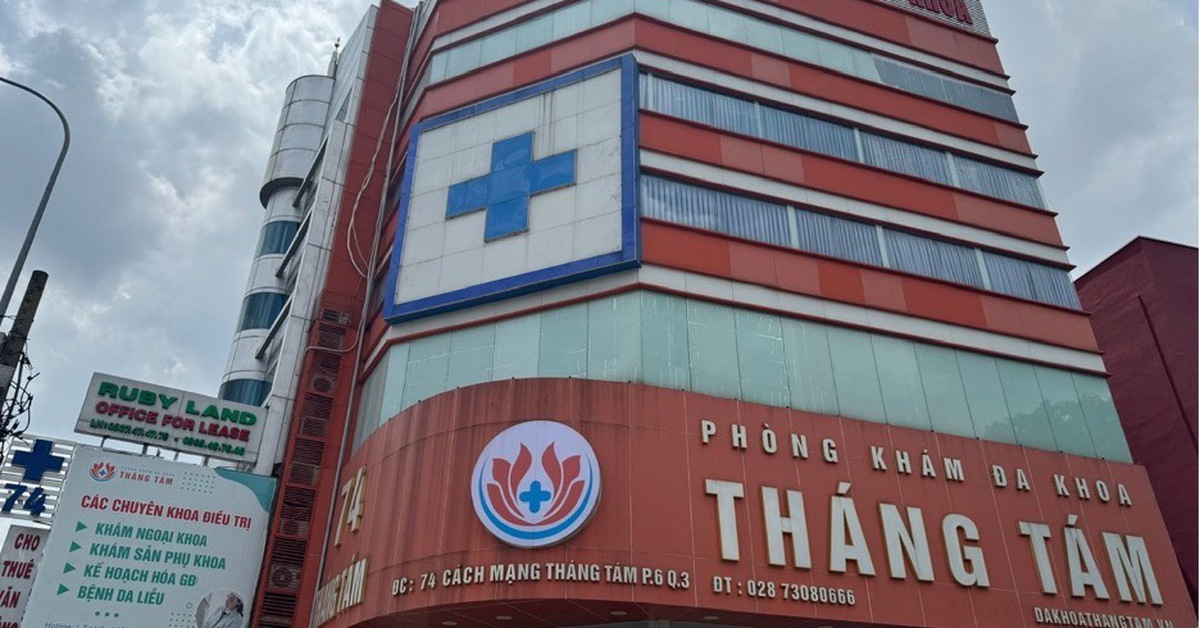 KHOA
RUBY LAND
OFFICE FOR LEASE
74
THÁNG TÁM
CÁC CHUYÊN KHOA ĐIỀU TRỊ
KHÁM NGOẠI KHOA
KHÁM SẢN PHỤ KHOA
KẾ HOẠCH HÓA GĐ
BỆNH DA LIỄU
CHO
THUÊ
74
THÁNG TÁM
PHÒNG KHÁM ĐA KHOA
THÁNG TÁM
ĐC: 74 CÁCH MẠNG THÁNG TÁM P.6 Q.3 ĐT: 028 73080666
DAKHOATHANGTAM.VN